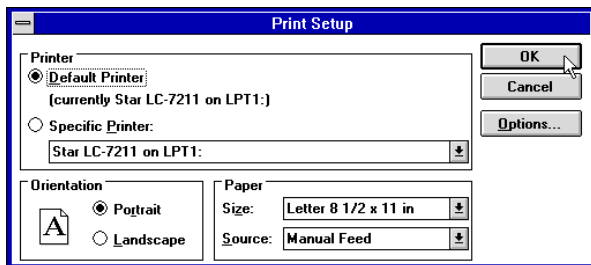 Print Setup
Printer
Default Printer
(currently Star LC-7211 on LPT1:)
Specific Printer:
Star LC-7211 on LPT1:
OK
Cancel
Options...
Orientation
A
Portrait
Landscape
Paper
Size: Letter 8 1/2 x 11 in
Source: Manual Feed